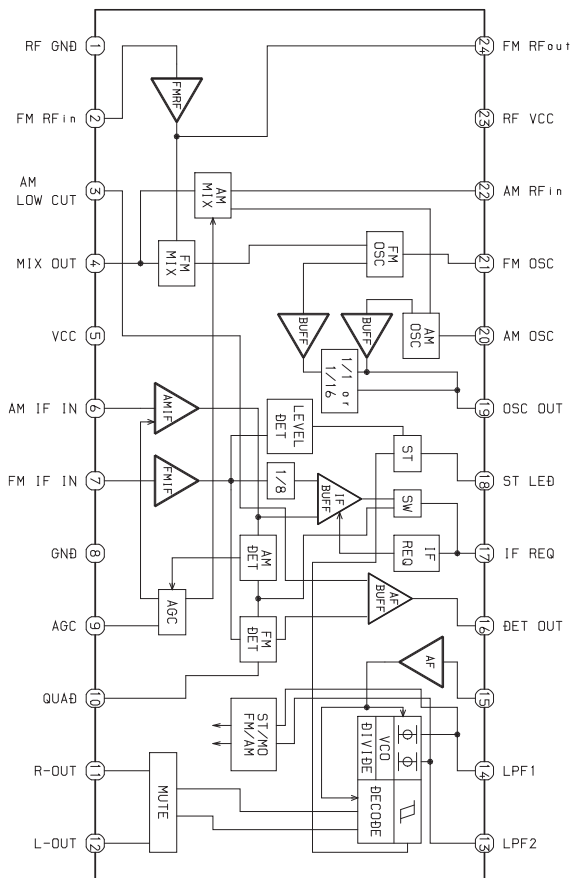 RF GND
1
24
FM RFout
FMRF
FM RFin
2
23
RF VCC
AM
LOW CUT
3
AM
MIX
22
AM RFin
MIX OUT
4
FM
MIX
FM
OSC
21
FM OSC
VCC
5
BUFF
BUFF
AM
OSC
20
AM OSC
1/1 or
1/16
AM IF IN
6
AMIF
LEVEL
DET
19
OSC OUT
ST
FM IF IN
7
FMIF
1/8
IF
BUFF
SW
18
ST LED
GND
8
AM
DET
IF
REQ
17
IF REQ
AGC
9
AGC
FM
DET
AF
BUFF
16
DET OUT
AF
QUAD
10
15
ST/MO
FM/AM
VCO
DIVIDE
R-OUT
11
14
LPF1
MUTE
DECODE
L-OUT
12
13
LPF2